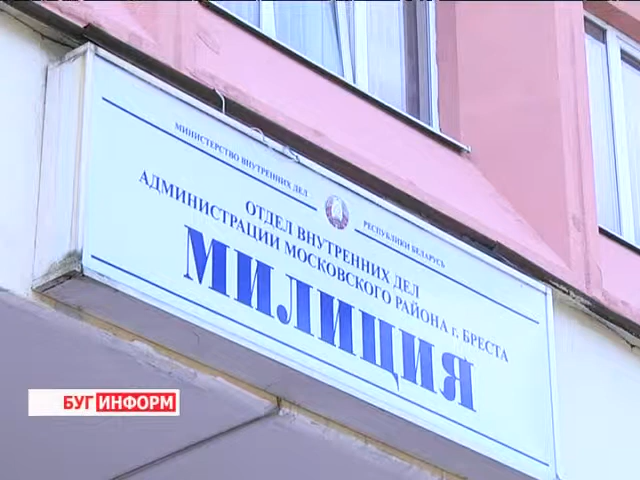 МИНИСТЕРСТВО ВНУТРЕННИХ ДЕЛ РЕСПУБЛИКИ БЕЛАРУСЬ
ОТДЕЛ ВНУТРЕННИХ ДЕЛ
АДМИНИСТРАЦИИ МОСКОВСКОГО РАЙОНА г. БРЕСТА
МИЛИЦИЯ
БУГИНФОРМ